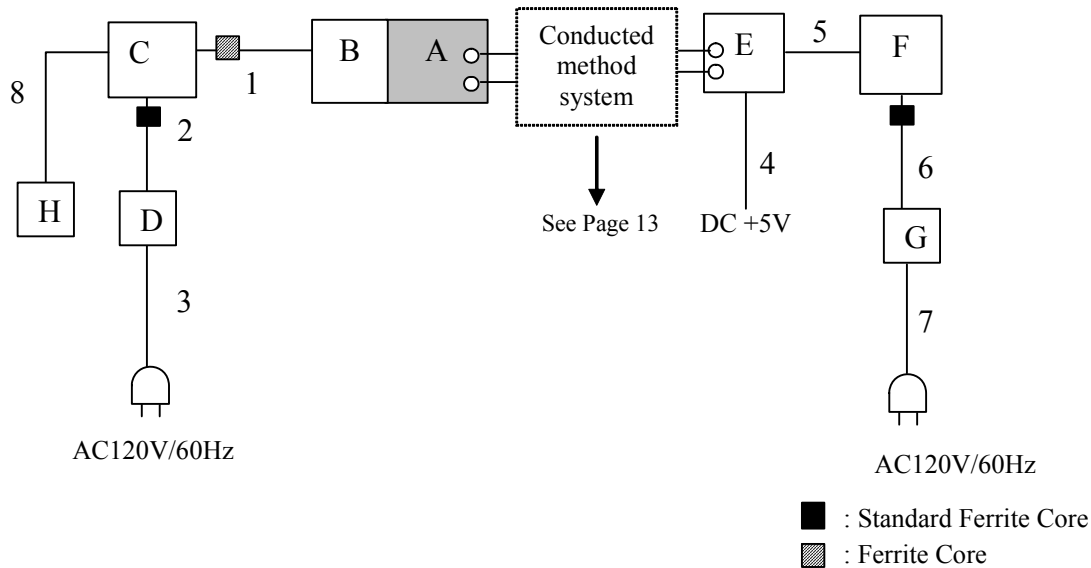 C
B
A
Conducted
method
system
E
5
F
8
1
2
4
6
H
D
See Page 13
DC +5V
G
3
7
AC120V/60Hz
AC120V/60Hz
: Standard Ferrite Core
: Ferrite Core